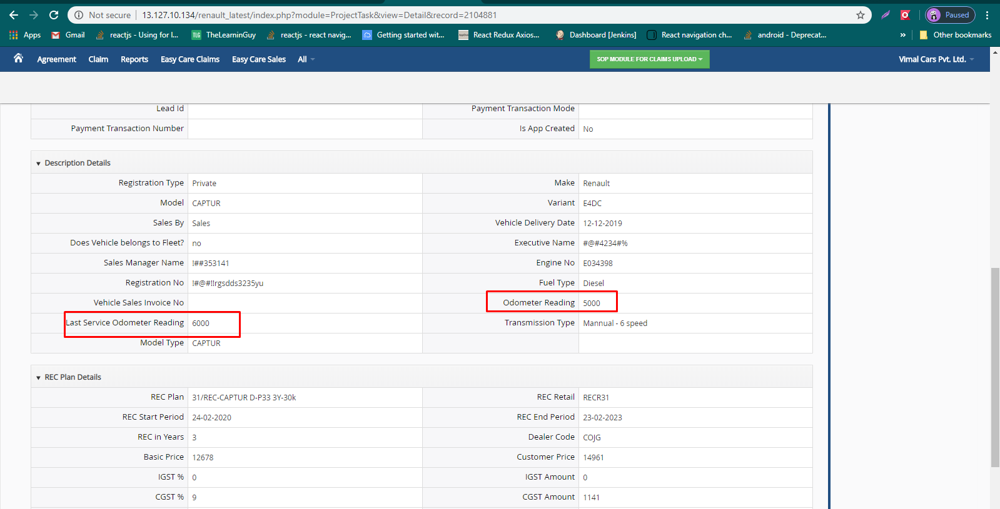 Not secure | 13.127.10.134/renault_latest/index.php?module=ProjectTask&view=Detail&record=2104881 Paused
Apps Gmail reactjs - Using for l... TLG TheLearningGuy reactjs - react navig... Getting started wit... React Redux Axios... Dashboard [Jenkins] React navigation ch... android - Deprecat... » Other bookmarks
Agreement Claim Reports Easy Care Claims Easy Care Sales All SOP MODULE FOR CLAIMS UPLOAD Vimal Cars Pvt. Ltd.
Lead Id Payment Transaction Mode
Payment Transaction Number Is App Created No
Description Details
Registration Type Private Make Renault
Model CAPTUR Variant E4DC
Sales By Sales Vehicle Delivery Date 12-12-2019
Does Vehicle belongs to Fleet? no Executive Name #@#4234#%
Sales Manager Name !##353141 Engine No E034398
Registration No !#@#!!rgsdds3235yu Fuel Type Diesel
Vehicle Sales Invoice No Odometer Reading 5000
Last Service Odometer Reading 6000 Transmission Type Mannual - 6 speed
Model Type CAPTUR
REC Plan Details
REC Plan 31/REC-CAPTUR D-P33 3Y-30k REC Retail RECR31
REC Start Period 24-02-2020 REC End Period 23-02-2023
REC in Years 3 Dealer Code COJG
Basic Price 12678 Customer Price 14961
IGST % 0 IGST Amount 0
CGST % 9 CGST Amount 1141